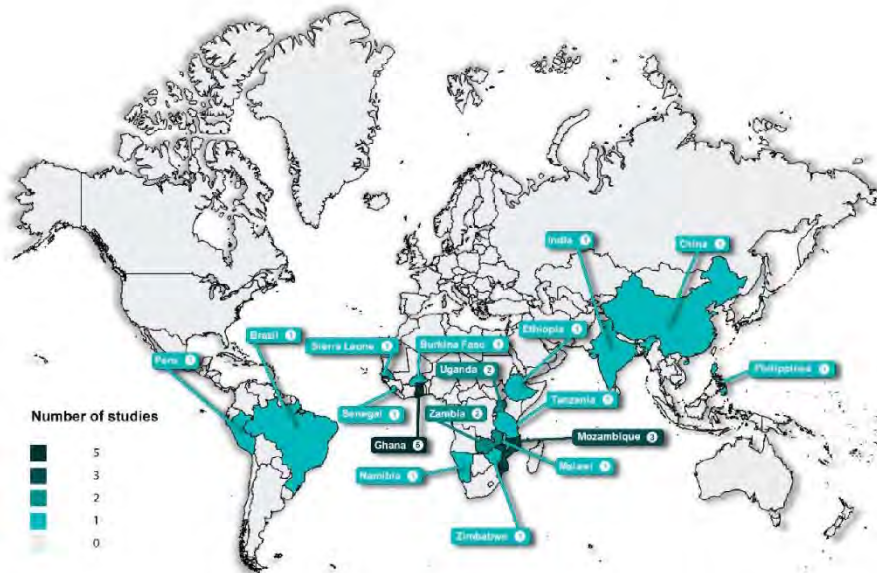 India 1
China 1
Brazil 1
Sierra Leone 1
Burkina Faso 1
Ethiopia 1
Peru 1
Uganda 2
Philippines 1
Senegal 1
Zambia 2
Tanzania 1
Number of studies
Ghana 5
Mozambique 3
5
Namibia 1
Malawi 1
3
2
1
Zimbabwe 1
0